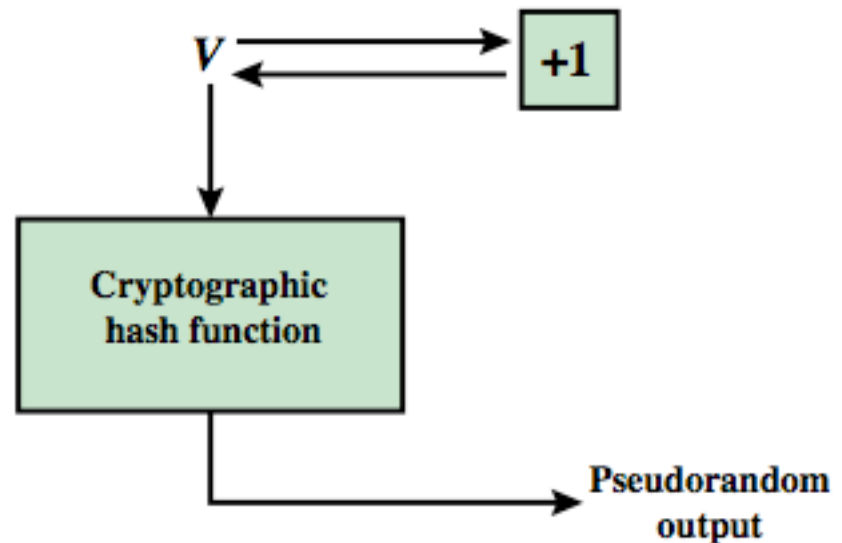 V
+1
Cryptographic
hash function
Pseudorandom
output